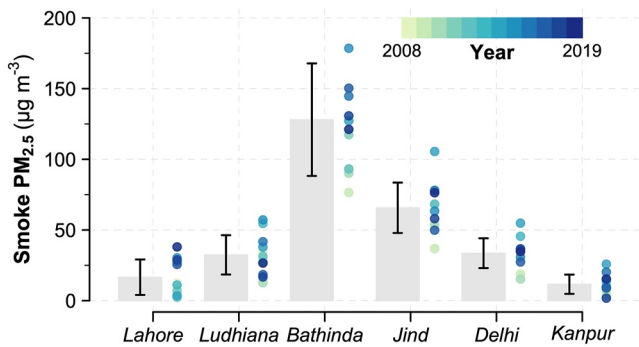 200
150
100
50
0
Smoke PM2.5 (µg m-3)
2008 Year 2019
Lahore Ludhiana Bathinda Jind Delhi Kanpur